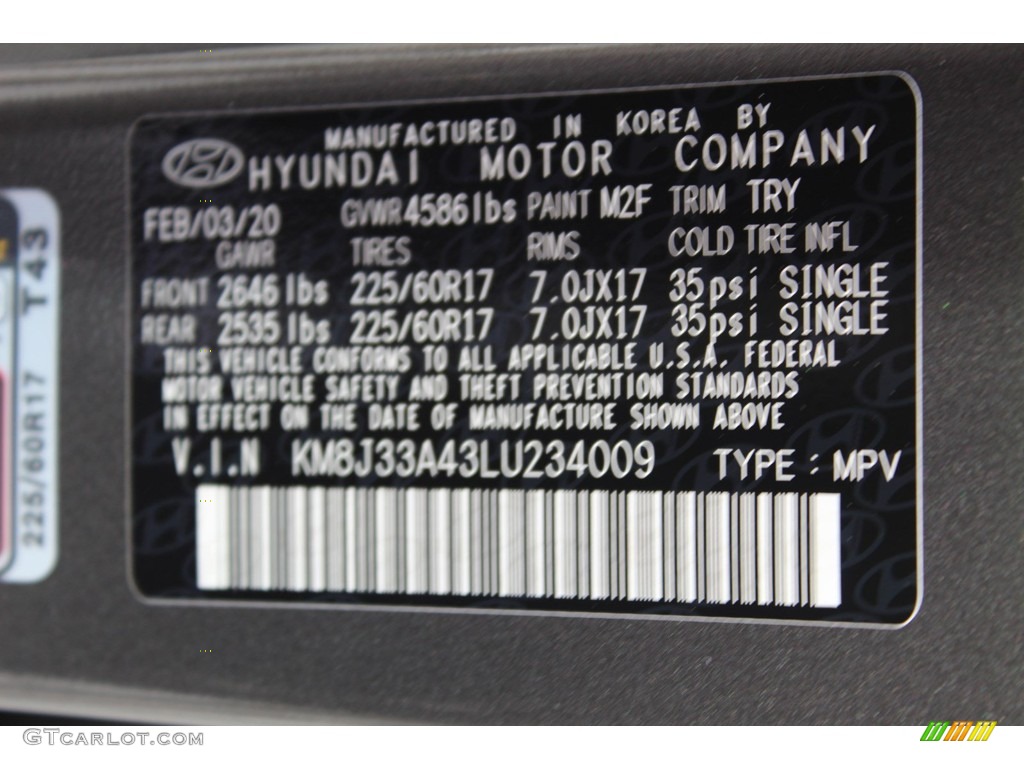 MANUFACTURED IN KOREA BY
HYUNDAI MOTOR COMPANY
FEB/03/20 GVWR 4586lbs PAINT M2F TRIM TRY
GAWR TIRES RIMS COLD TIRE INFL
FRONT 2646 lbs 225/60R17 7.0JX17 35psi SINGLE
REAR 2535 lbs 225/60R17 7.0JX17 35psi SINGLE
THIS VEHICLE CONFORMS TO ALL APPLICABLE U.S.A. FEDERAL
MOTOR VEHICLE SAFETY AND THEFT PREVENTION STANDARDS
IN EFFECT ON THE DATE OF MANUFACTURE SHOWN ABOVE
V.I.N KM8J33A43LU234009 TYPE : MPV
225/60R17 T43
GTCarlot.com